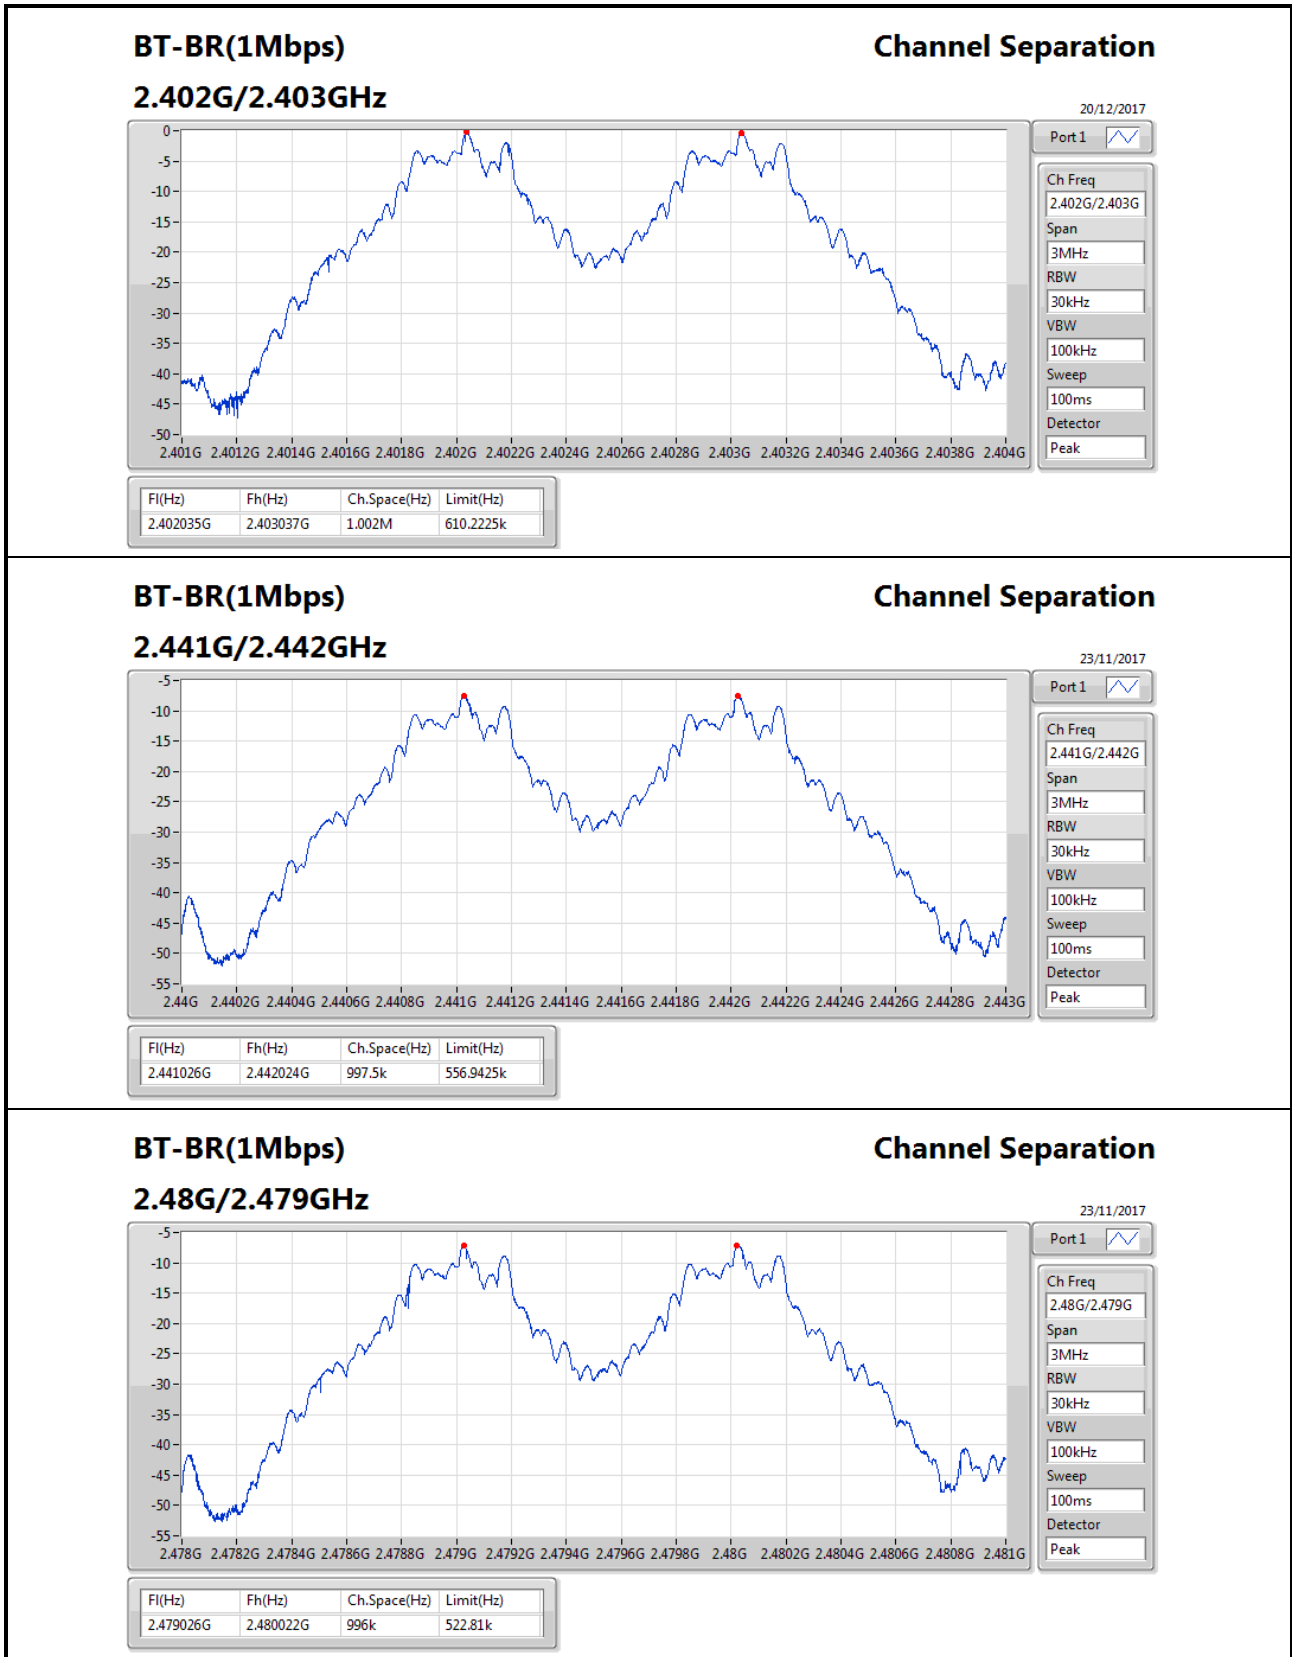 BT-BR(1Mbps) Channel Separation
2.402G/2.403GHz
20/12/2017
Port 1
0
-5
-10
-15
-20
-25
-30
-35
-40
-45
-50
2.401G 2.4012G 2.4014G 2.4016G 2.4018G 2.402G 2.4022G 2.4024G 2.4026G 2.4028G 2.403G 2.4032G 2.4034G 2.4036G 2.4038G 2.404G
Ch Freq
2.402G/2.403G
Span
3MHz
RBW
30kHz
VBW
100kHz
Sweep
100ms
Detector
Peak
Fl(Hz) Fh(Hz) Ch.Space(Hz) Limit(Hz)
2.402035G 2.403037G 1.002M 610.2225k
BT-BR(1Mbps) Channel Separation
2.441G/2.442GHz
23/11/2017
Port 1
-5
-10
-15
-20
-25
-30
-35
-40
-45
-50
-55
2.44G 2.4402G 2.4404G 2.4406G 2.4408G 2.441G 2.4412G 2.4414G 2.4416G 2.4418G 2.442G 2.4422G 2.4424G 2.4426G 2.4428G 2.443G
Ch Freq
2.441G/2.442G
Span
3MHz
RBW
30kHz
VBW
100kHz
Sweep
100ms
Detector
Peak
Fl(Hz) Fh(Hz) Ch.Space(Hz) Limit(Hz)
2.441026G 2.442024G 997.5k 556.9425k
BT-BR(1Mbps) Channel Separation
2.48G/2.479GHz
23/11/2017
Port 1
-5
-10
-15
-20
-25
-30
-35
-40
-45
-50
-55
2.478G 2.4782G 2.4784G 2.4786G 2.4788G 2.479G 2.4792G 2.4794G 2.4796G 2.4798G 2.48G 2.4802G 2.4804G 2.4806G 2.4808G 2.481G
Ch Freq
2.48G/2.479G
Span
3MHz
RBW
30kHz
VBW
100kHz
Sweep
100ms
Detector
Peak
Fl(Hz) Fh(Hz) Ch.Space(Hz) Limit(Hz)
2.479026G 2.480022G 996k 522.81k